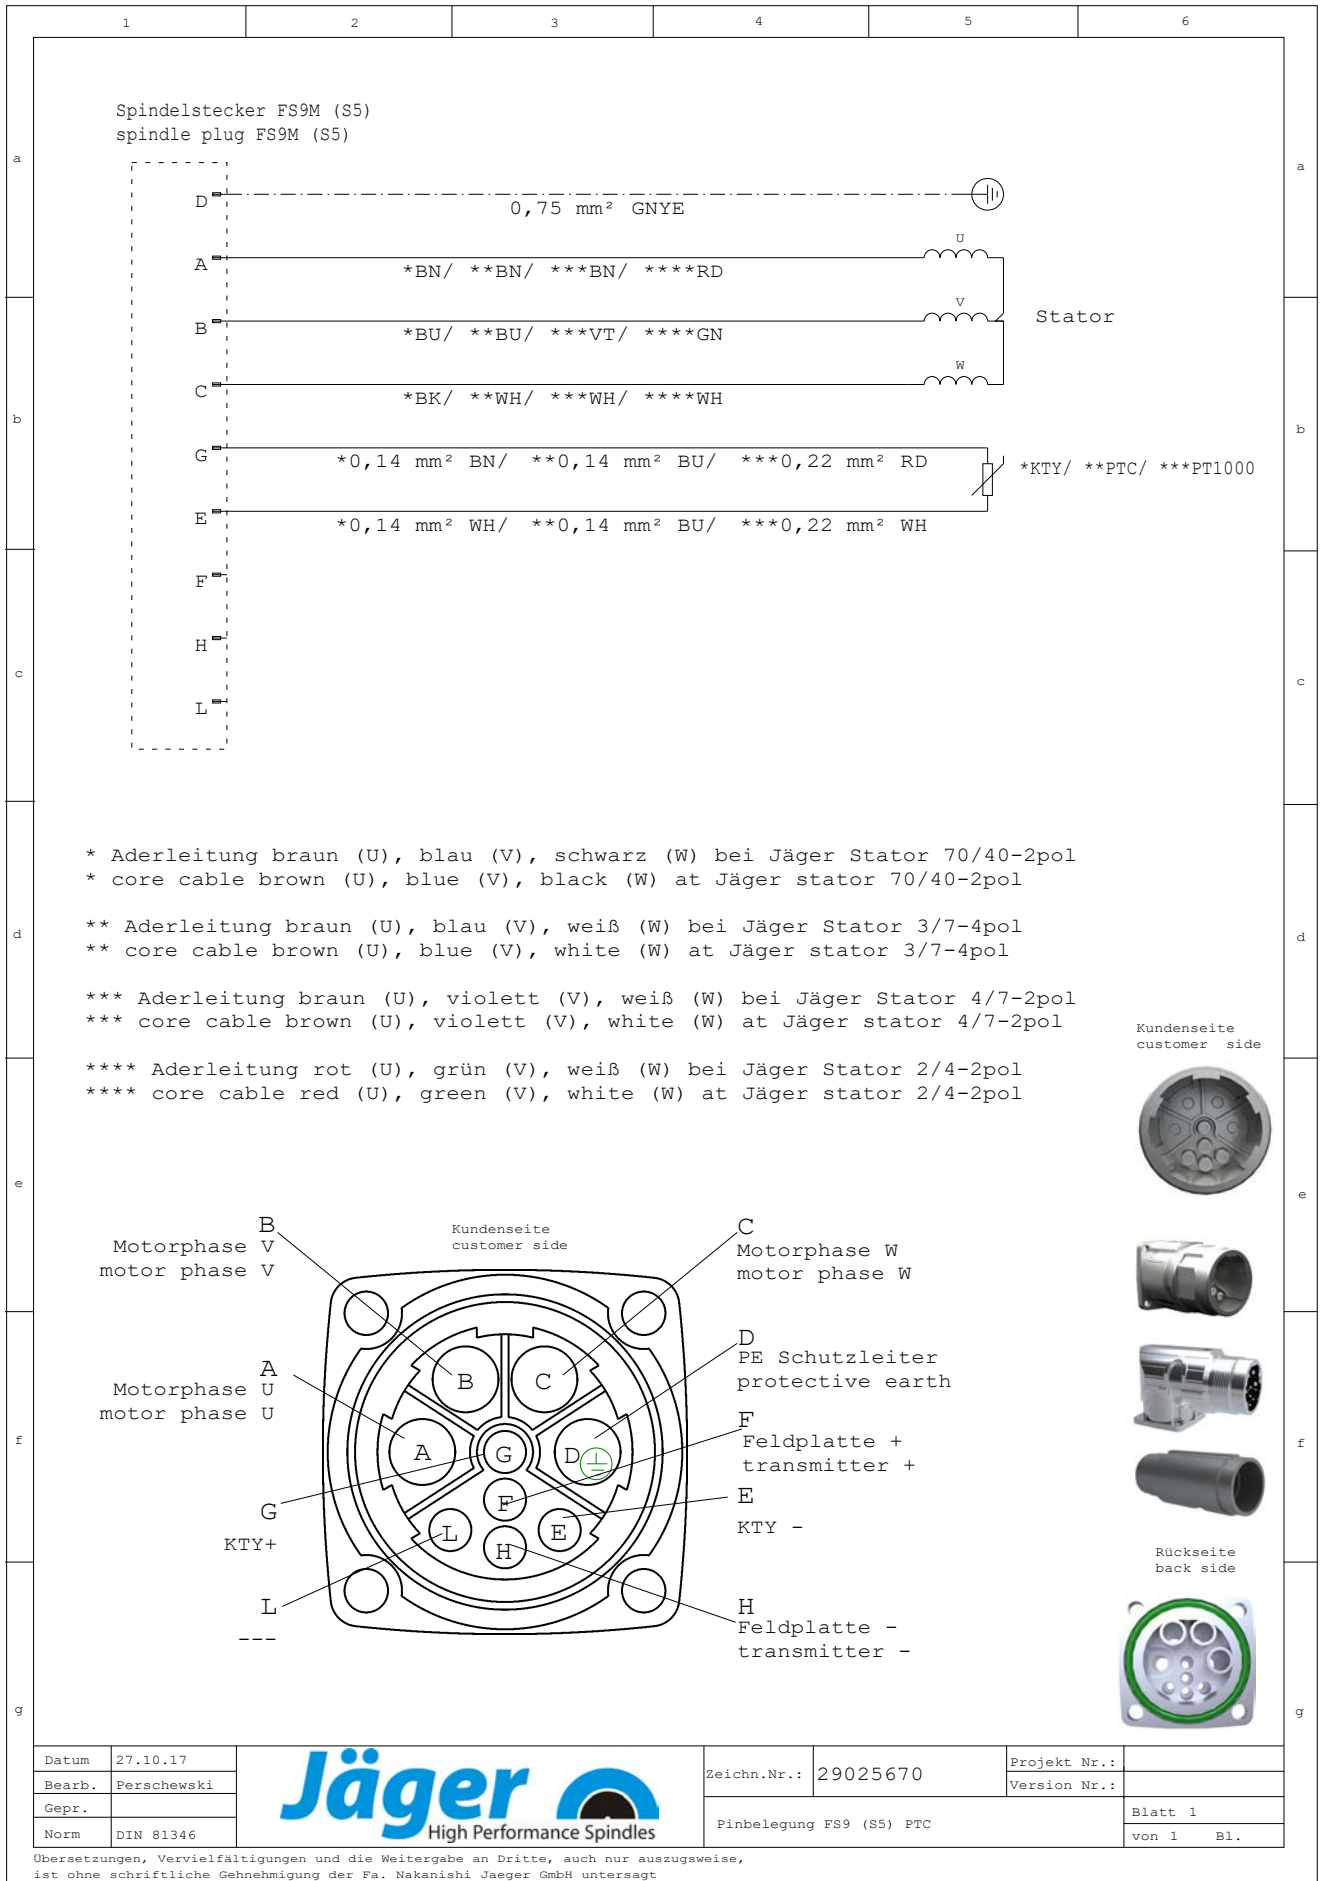 1 2 3 4 5 6
Spindelstecker FS9M (S5)
spindle plug FS9M (S5)
a a
D
0,75 mm² GNYE
U
A
*BN/ **BN/ ***BN/ ****RD
V
B
*BU/ **BU/ ***VT/ ****GN
Stator
W
C
*BK/ **WH/ ***WH/ ****WH
b b
G
*0,14 mm² BN/ **0,14 mm² BU/ ***0,22 mm² RD
*KTY/ **PTC/ ***PT1000
E
*0,14 mm² WH/ **0,14 mm² BU/ ***0,22 mm² WH
F
H
c c
L
* Aderleitung braun (U), blau (V), schwarz (W) bei Jäger Stator 70/40-2pol
* core cable brown (U), blue (V), black (W) at Jäger stator 70/40-2pol
d d
** Aderleitung braun (U), blau (V), weiß (W) bei Jäger Stator 3/7-4pol
** core cable brown (U), blue (V), white (W) at Jäger stator 3/7-4pol
*** Aderleitung braun (U), violett (V), weiß (W) bei Jäger Stator 4/7-2pol
*** core cable brown (U), violett (V), white (W) at Jäger stator 4/7-2pol
Kundenseite
customer side
**** Aderleitung rot (U), grün (V), weiß (W) bei Jäger Stator 2/4-2pol
**** core cable red (U), green (V), white (W) at Jäger stator 2/4-2pol
e e
B
Motorphase V
motor phase V
Kundenseite
customer side
C
Motorphase W
motor phase W
A
Motorphase U
motor phase U
D
PE Schutzleiter
protective earth
B C
f f
A G D
F
Feldplatte +
transmitter +
F
E
KTY -
G
KTY+
L E
H
Rückseite
back side
L
---
H
Feldplatte -
transmitter -
g g
Datum 27.10.17
Bearb. Perschewski
Gepr.
Norm DIN 81346
Jäger
High Performance Spindles
Zeichn.Nr.: 29025670
Projekt Nr.:
Version Nr.:
Pinbelegung FS9 (S5) PTC
Blatt 1
von 1 Bl.
Übersetzungen, Vervielfältigungen und die Weitergabe an Dritte, auch nur auszugsweise,
ist ohne schriftliche Gehnehmigung der Fa. Nakanishi Jaeger GmbH untersagt